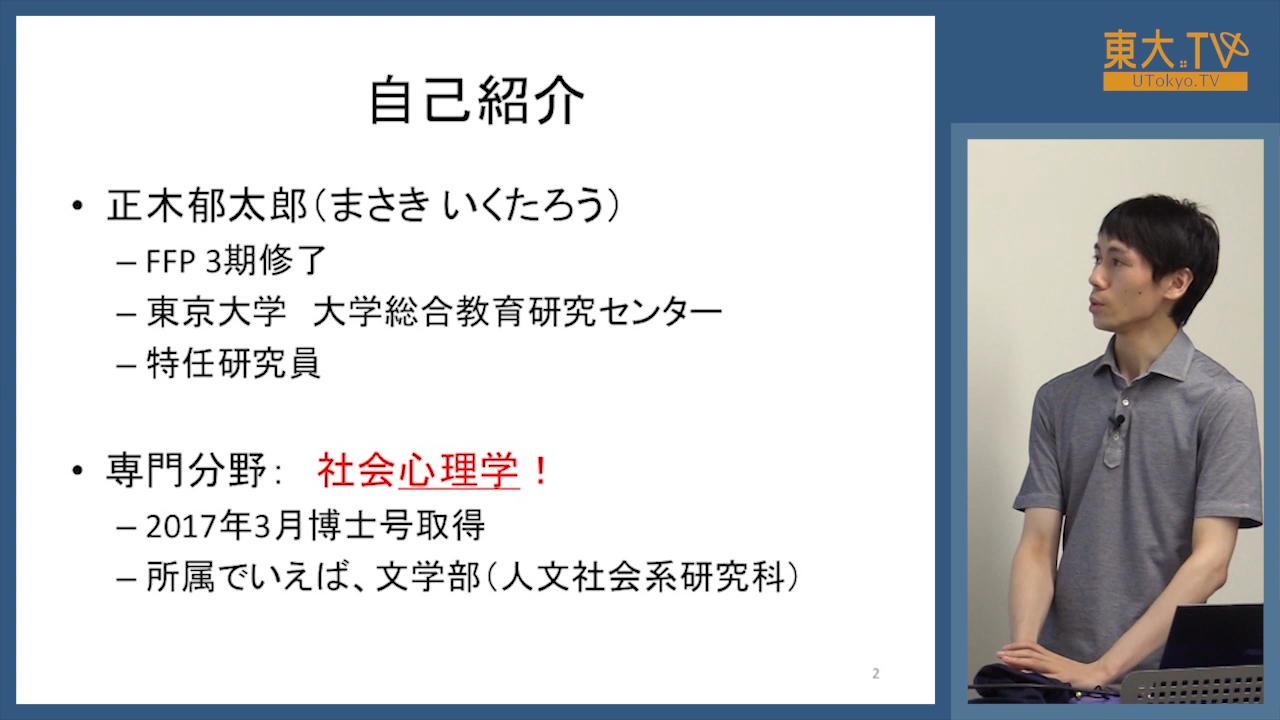 自己紹介
• 正木郁太郎(まさき いくたろう)
– FFP 3期修了
– 東京大学 大学総合教育研究センター
– 特任研究員
• 専門分野: 社会心理学!
– 2017年3月博士号取得
– 所属でいえば、文学部(人文社会系研究科)
2
東大.TV
UTokyo.TV